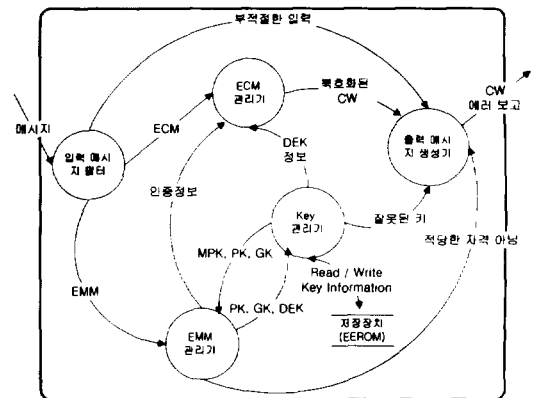 부적절한 입력
메시지
입력 메시
지 필터
ECM
ECM
관리기
복호화된
CW
CW
에러 보고
출력 메시
지 생성기
DEK
정보
인증정보
Key
관리기
잘못된 키
적당한 자격 아님
MPK, PK, GK
Read / Write
Key Information
EMM
PK, GK, DEK
저장장치
(EEROM)
EMM
관리기